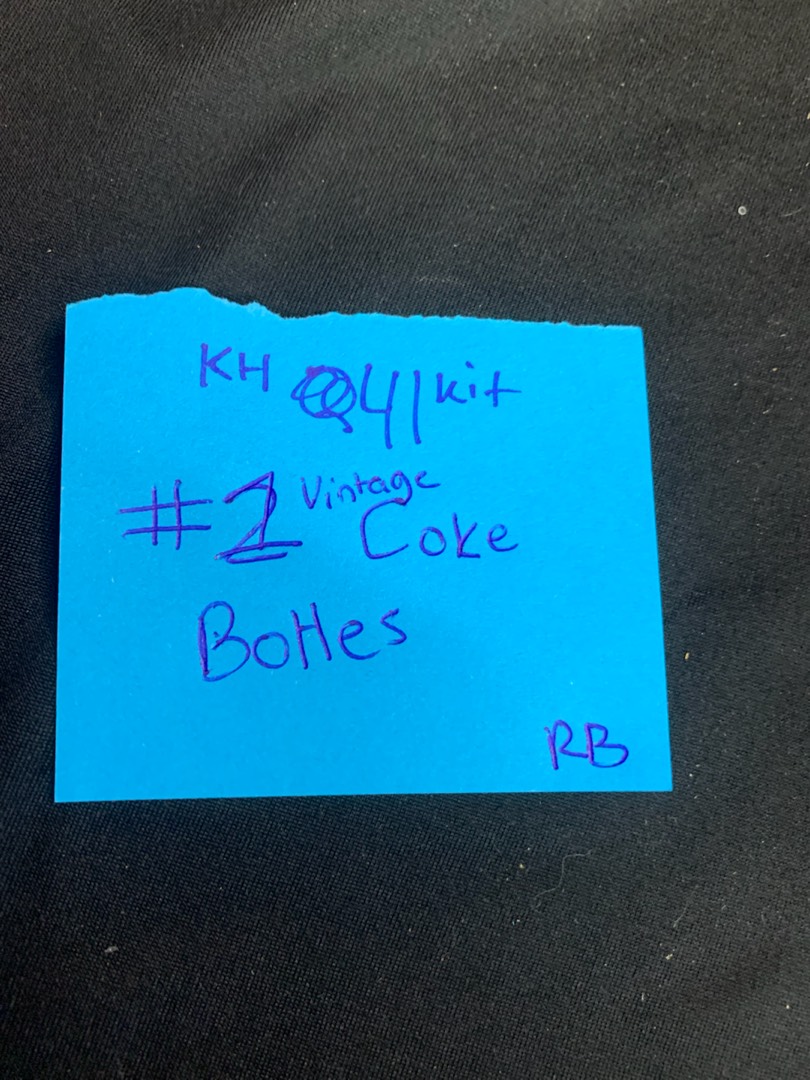 KH Q41 kit
#1 Vintage
Coke
Bottles
RB